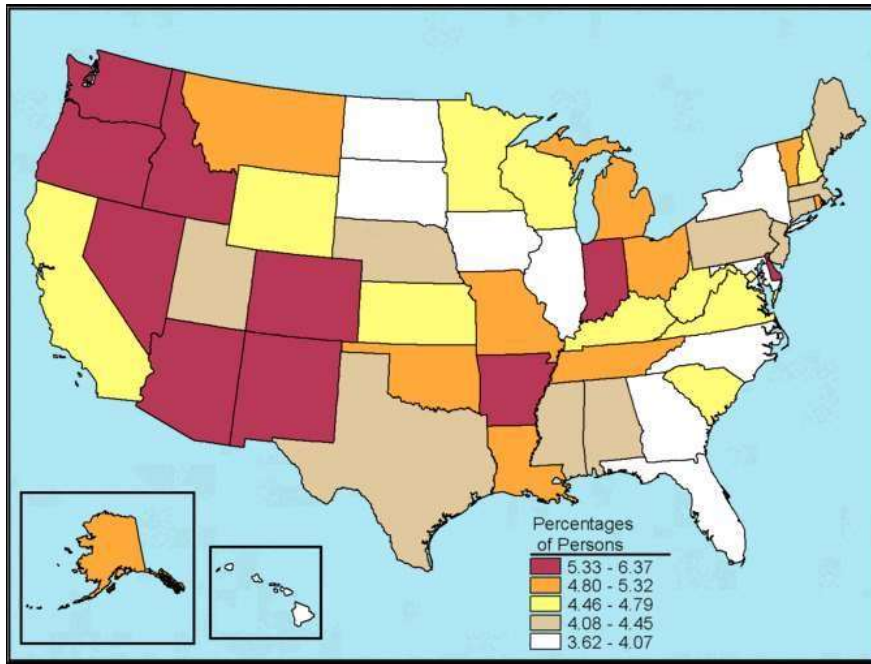 Percentages
of Persons
5.33 - 6.37
4.80 - 5.32
4.46 - 4.79
4.08 - 4.45
3.62 - 4.07